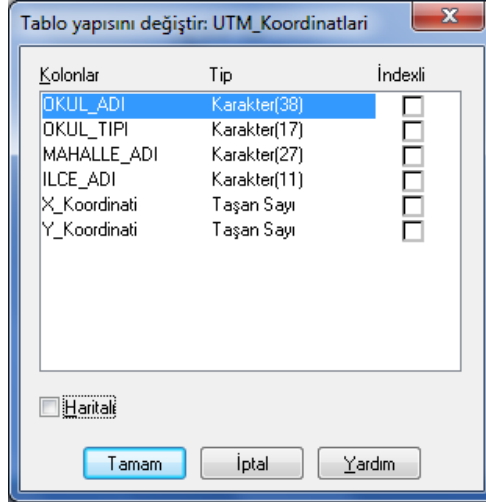 Tablo yapısını değiştir: UTM_Koordinatlari
Kolonlar Tip İndexli
OKUL_ADI Karakter(38)
OKUL_TIPI Karakter(17)
MAHALLE_ADI Karakter(27)
ILCE_ADI Karakter(11)
X_Koordinati Taşan Sayı
Y_Koordinati Taşan Sayı
Haritalı
Tamam İptal Yardım